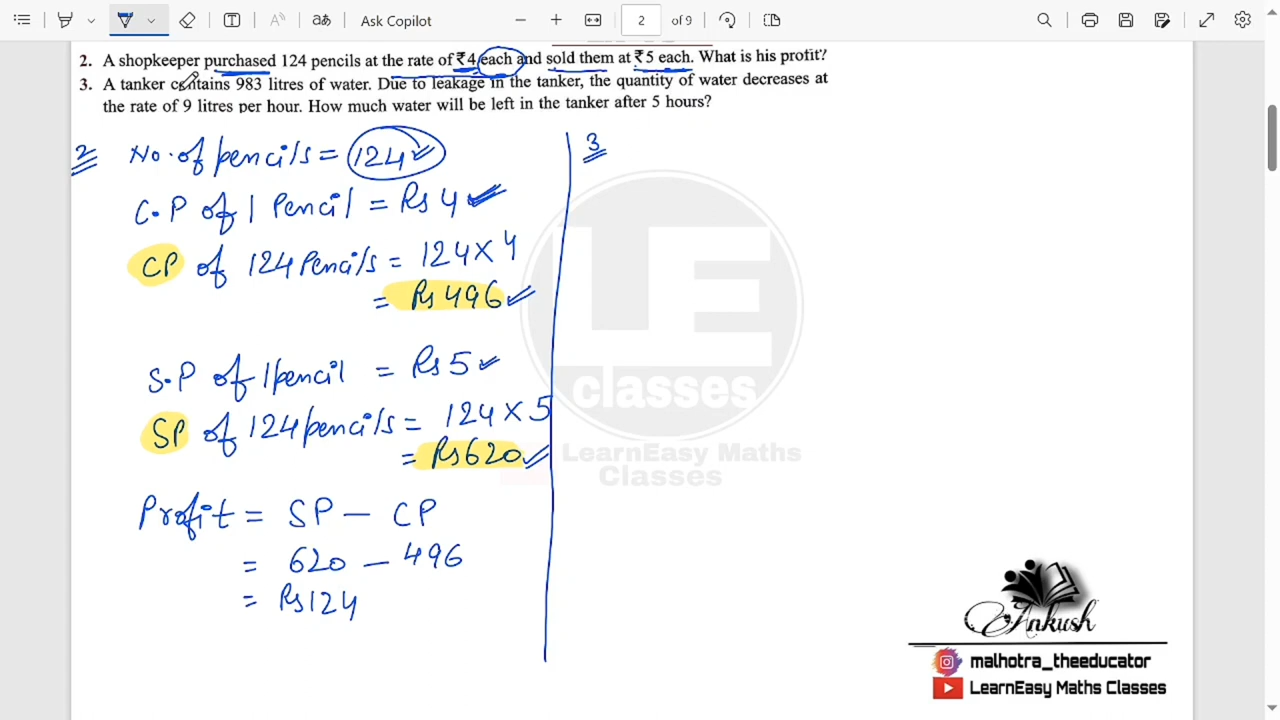 Ask Copilot
2
of 9
2. A shopkeeper purchased 124 pencils at the rate of ₹4 each and sold them at ₹5 each. What is his profit?
3. A tanker contains 983 litres of water. Due to leakage in the tanker, the quantity of water decreases at
the rate of 9 litres per hour. How much water will be left in the tanker after 5 hours?
2 No. of pencils = 124
C.P of 1 Pencil = Rs 4
CP of 124 Pencils = 124 × 4
= Rs 496
S.P of 1 pencil = Rs 5
SP of 124 pencils = 124 × 5
= Rs 620
Profit = SP − CP
= 620 − 496
= Rs 124
3
LE
classes
LearnEasy Maths
Classes
Ankush
malhotra_theeducator
LearnEasy Maths Classes